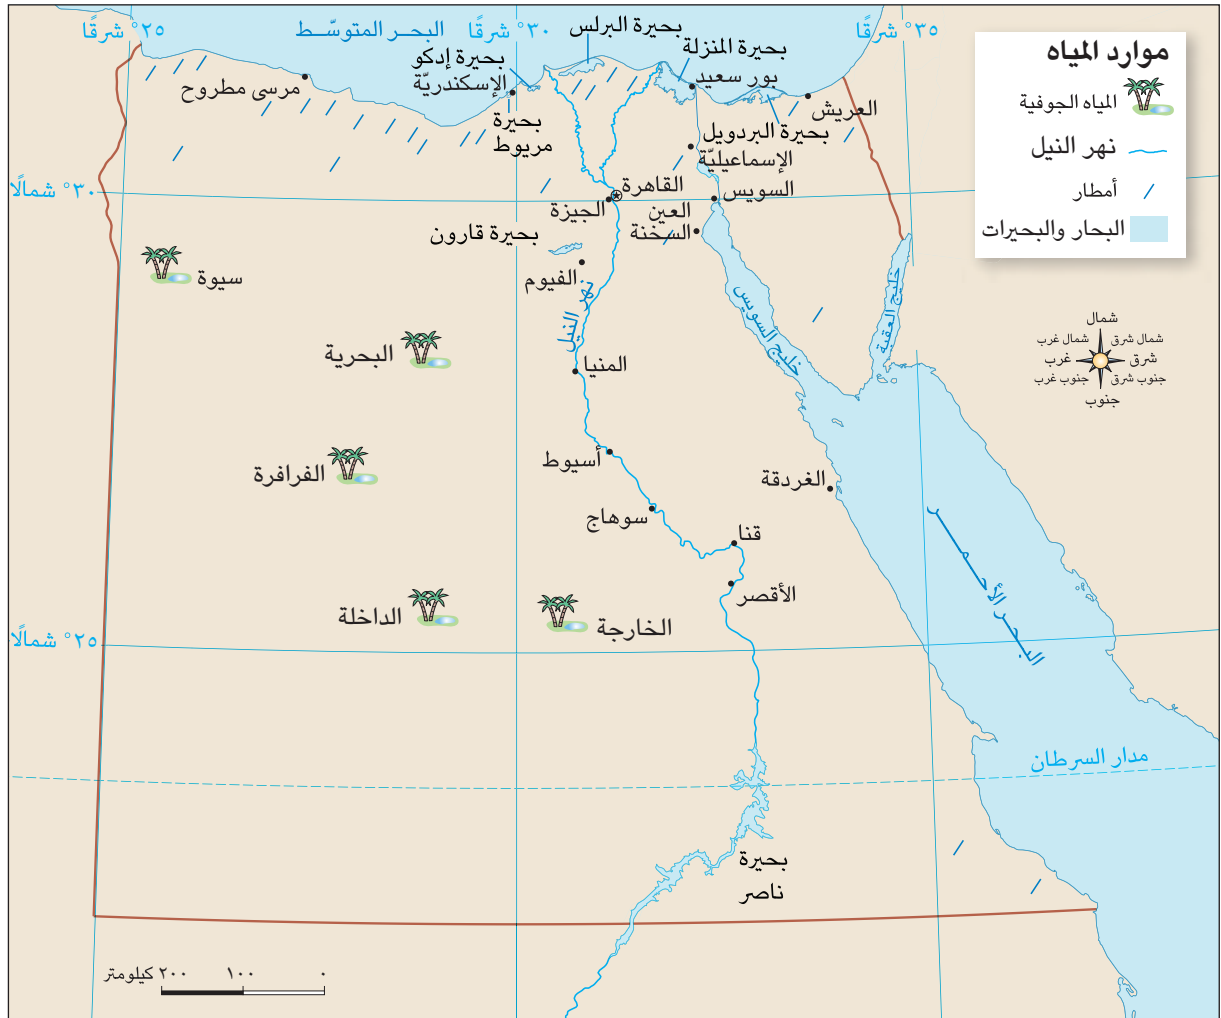 ٢٥° شرقًا
البحر المتوسّط
٣٠° شرقًا
٣٥° شرقًا
بحيرة البرلس
بحيرة المنزلة
بحيرة إدكو
الإسكندريّة
بور سعيد
مرسى مطروح
العريش
بحيرة
مريوط
بحيرة البردويل
الإسماعيليّة
٣٠° شمالًا
القاهرة
السويس
الجيزة
العين
السخنة
بحيرة قارون
الفيوم
سيوة
نهر النيل
خليج السويس
خليج العقبة
البحرية
المنيا
أسيوط
الفرافرة
الغردقة
سوهاج
قنا
الأقصر
البحر الأحمر
الداخلة
الخارجة
٢٥° شمالًا
مدار السرطان
بحيرة
ناصر
٢٠٠ كيلومتر
١٠٠
٠
موارد المياه
المياه الجوفية
نهر النيل
أمطار
البحار والبحيرات
شمال
شمال شرق
شمال غرب
شرق
غرب
جنوب شرق
جنوب غرب
جنوب